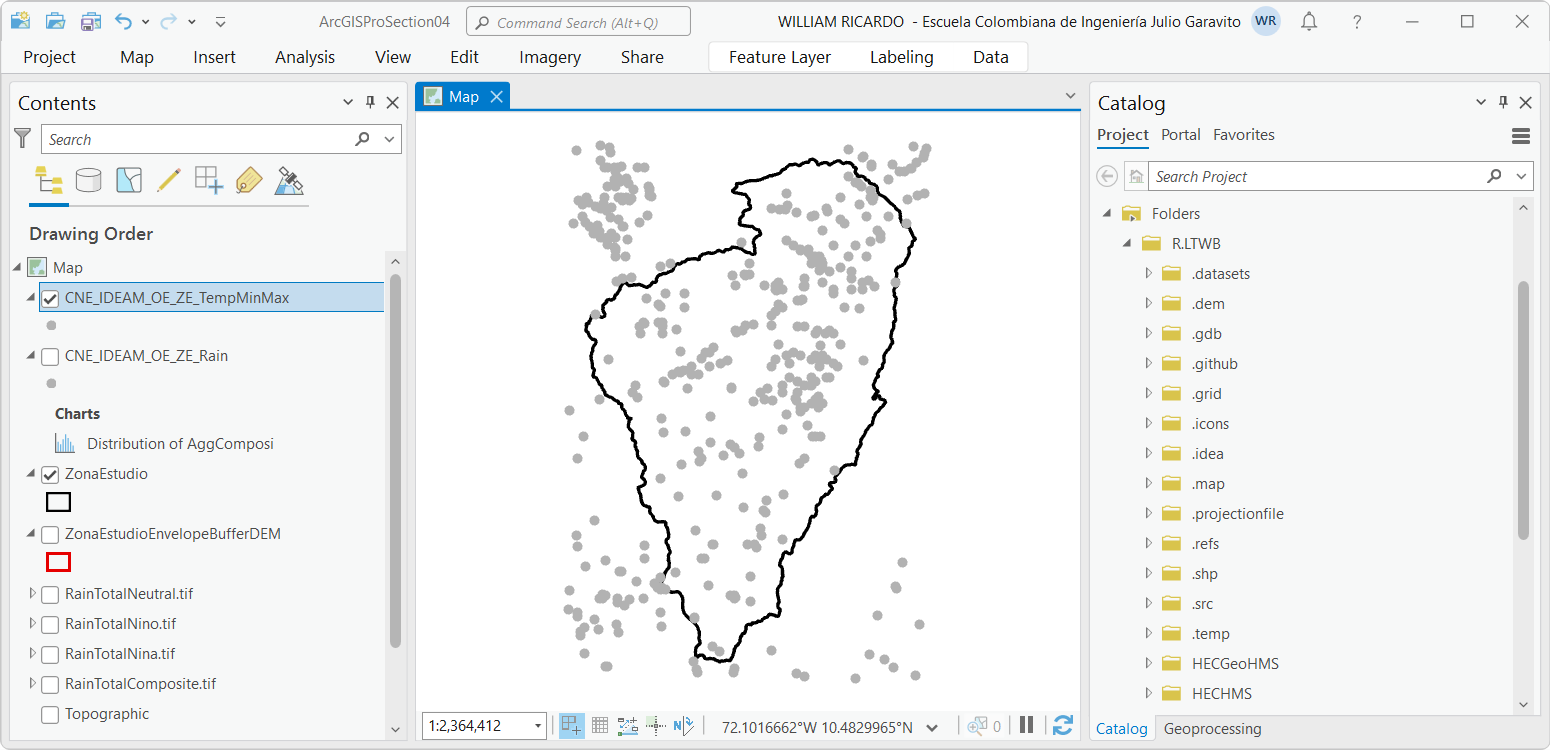 ArcGISProSection04
Command Search (Alt+Q)
WILLIAM RICARDO - Escuela Colombiana de Ingeniería Julio Garavito
WR
?
Project Map Insert Analysis View Edit Imagery Share Feature Layer Labeling Data
Contents
Search
Drawing Order
Map
CNE_IDEAM_OE_ZE_TempMinMax
CNE_IDEAM_OE_ZE_Rain
Charts
Distribution of AggComposi
ZonaEstudio
ZonaEstudioEnvelopeBufferDEM
RainTotalNeutral.tif
RainTotalNino.tif
RainTotalNina.tif
RainTotalComposite.tif
Topographic
Map
1:2,364,412
N
72.1016662°W 10.4829965°N
0
Catalog
Project Portal Favorites
Search Project
Folders
R.LTWB
.datasets
.dem
.gdb
.github
.grid
.icons
.idea
.map
.projectionfile
.refs
.shp
.src
.temp
HECGeoHMS
HECHMS
Catalog Geoprocessing